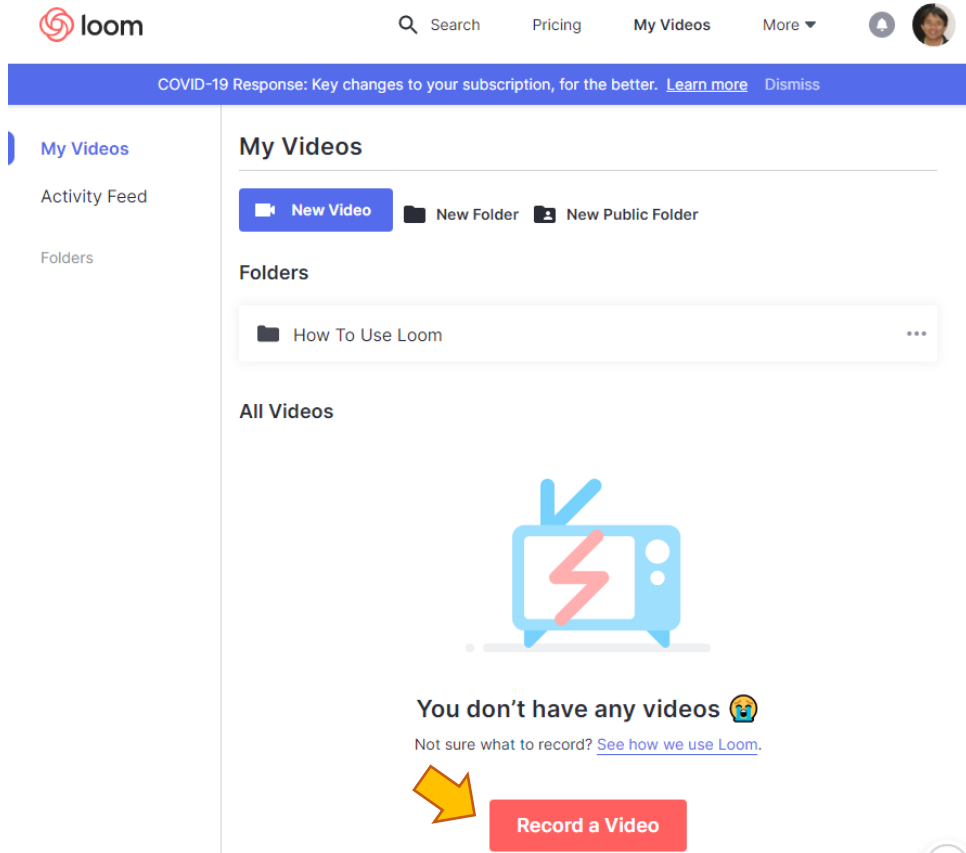 loom
Search Pricing My Videos More
COVID-19 Response: Key changes to your subscription, for the better. Learn more Dismiss
My Videos
Activity Feed
Folders
My Videos
New Video New Folder New Public Folder
Folders
How To Use Loom
All Videos
You don’t have any videos 😭
Not sure what to record? See how we use Loom.
Record a Video